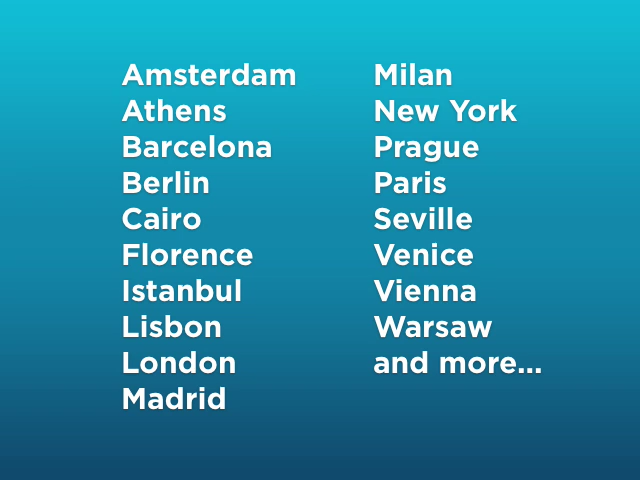 Amsterdam
Athens
Barcelona
Berlin
Cairo
Florence
Istanbul
Lisbon
London
Madrid
Milan
New York
Prague
Paris
Seville
Venice
Vienna
Warsaw
and more...